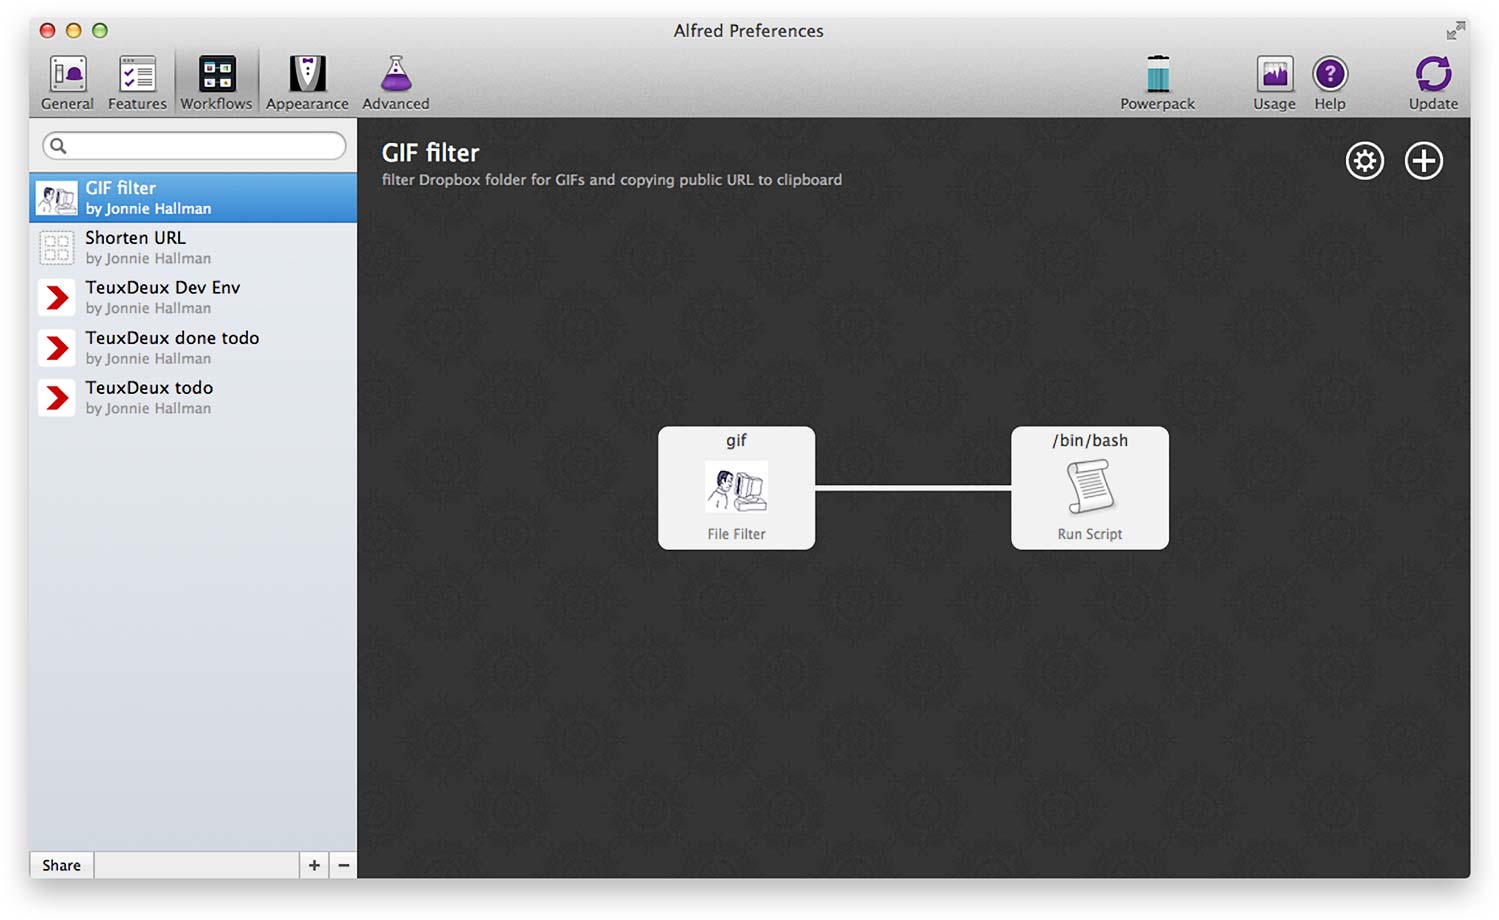 Alfred Preferences
General
Features
Workflows
Appearance
Advanced
Powerpack
Usage
Help
Update
GIF filter
by Jonnie Hallman
Shorten URL
by Jonnie Hallman
TeuxDeux Dev Env
by Jonnie Hallman
TeuxDeux done todo
by Jonnie Hallman
TeuxDeux todo
by Jonnie Hallman
Share
GIF filter
filter Dropbox folder for GIFs and copying public URL to clipboard
gif
File Filter
/bin/bash
Run Script